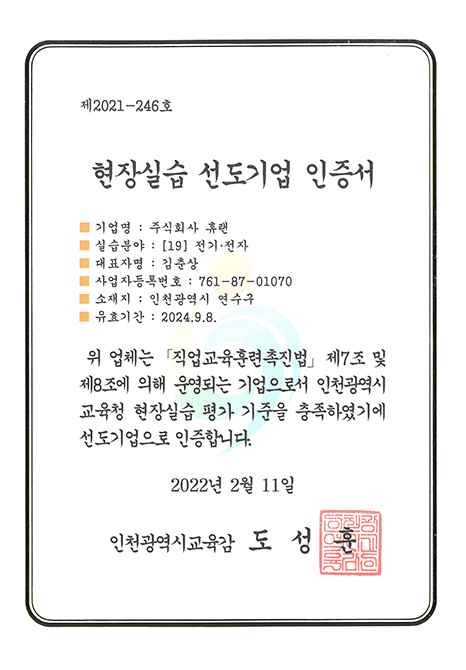 제2021-246호
현장실습 선도기업 인증서
기업명 : 주식회사 휴랜
실습분야 : [19] 전기·전자
대표자명 : 김춘상
사업자등록번호 : 761-87-01070
소재지 : 인천광역시 연수구
유효기간 : 2024.9.8.
위 업체는 「직업교육훈련촉진법」 제7조 및
제8조에 의해 운영되는 기업으로서 인천광역시
교육청 현장실습 평가 기준을 충족하였기에
선도기업으로 인증합니다.
2022년 2월 11일
인천광역시교육감 도 성 훈